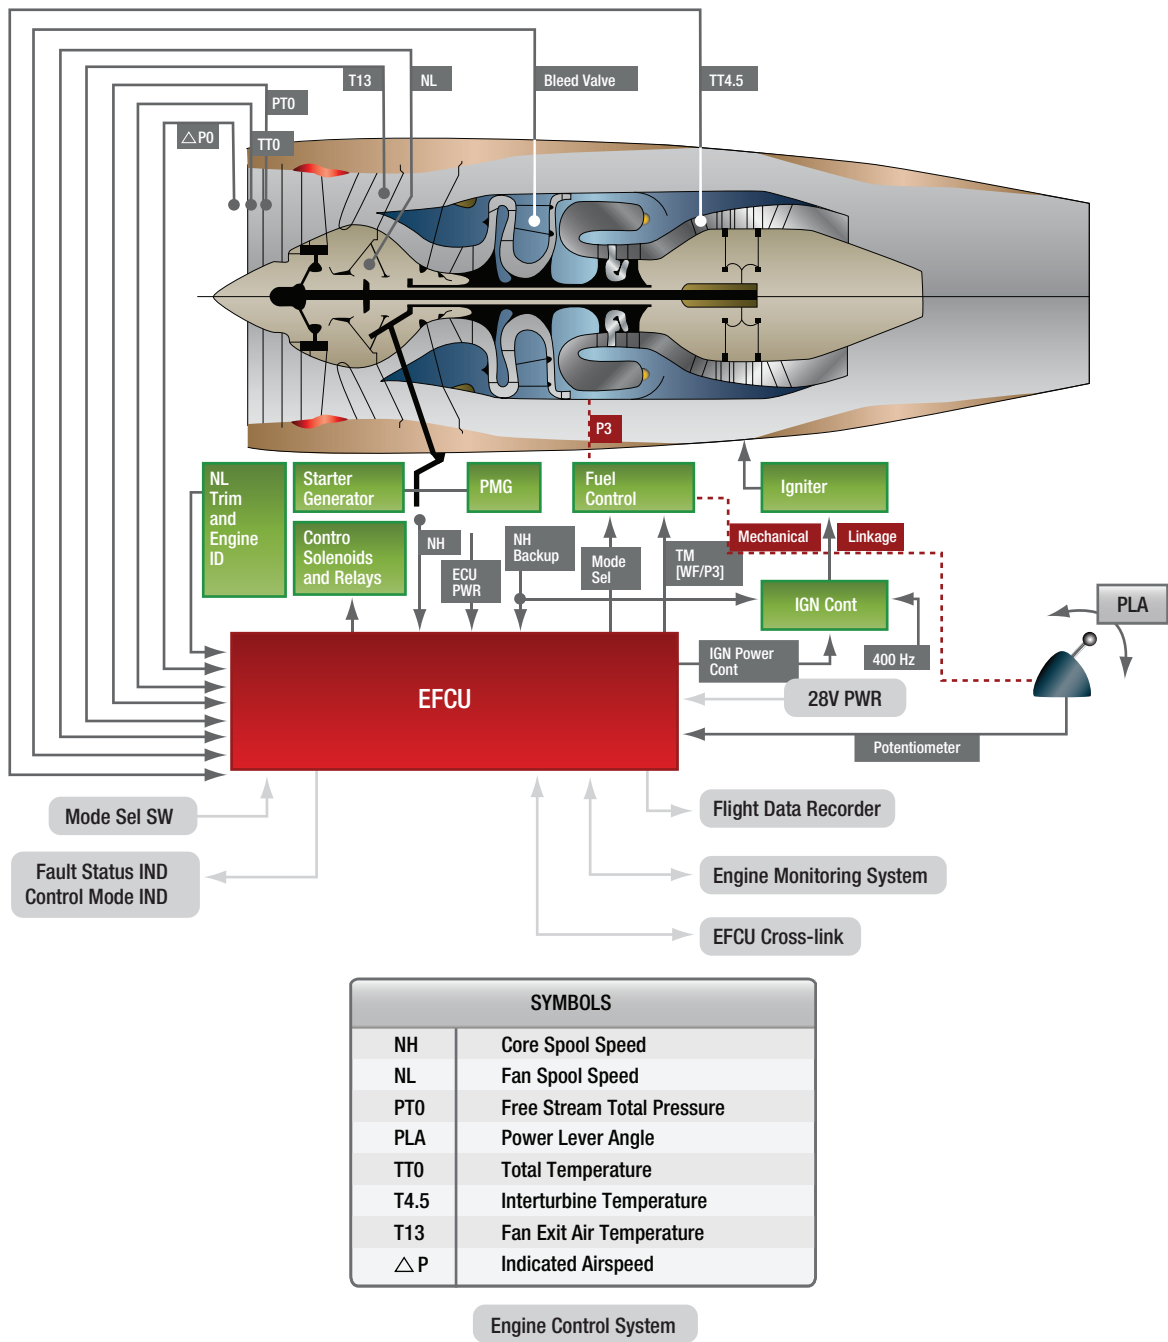 T13
NL
Bleed Valve
TT4.5
PT0
△ P0
TT0
P3
NL
Trim
and
Engine
ID
Starter
Generator
PMG
Fuel
Control
Igniter
Contro
Solenoids
and Relays
NH
ECU
PWR
NH
Backup
Mode
Sel
TM
[WF/P3]
Mechanical
Linkage
IGN Cont
PLA
IGN Power
Cont
400 Hz
EFCU
28V PWR
Potentiometer
Mode Sel SW
Flight Data Recorder
Fault Status IND
Control Mode IND
Engine Monitoring System
EFCU Cross-link
SYMBOLS
NH Core Spool Speed
NL Fan Spool Speed
PT0 Free Stream Total Pressure
PLA Power Lever Angle
TT0 Total Temperature
T4.5 Interturbine Temperature
T13 Fan Exit Air Temperature
△ P Indicated Airspeed
Engine Control System